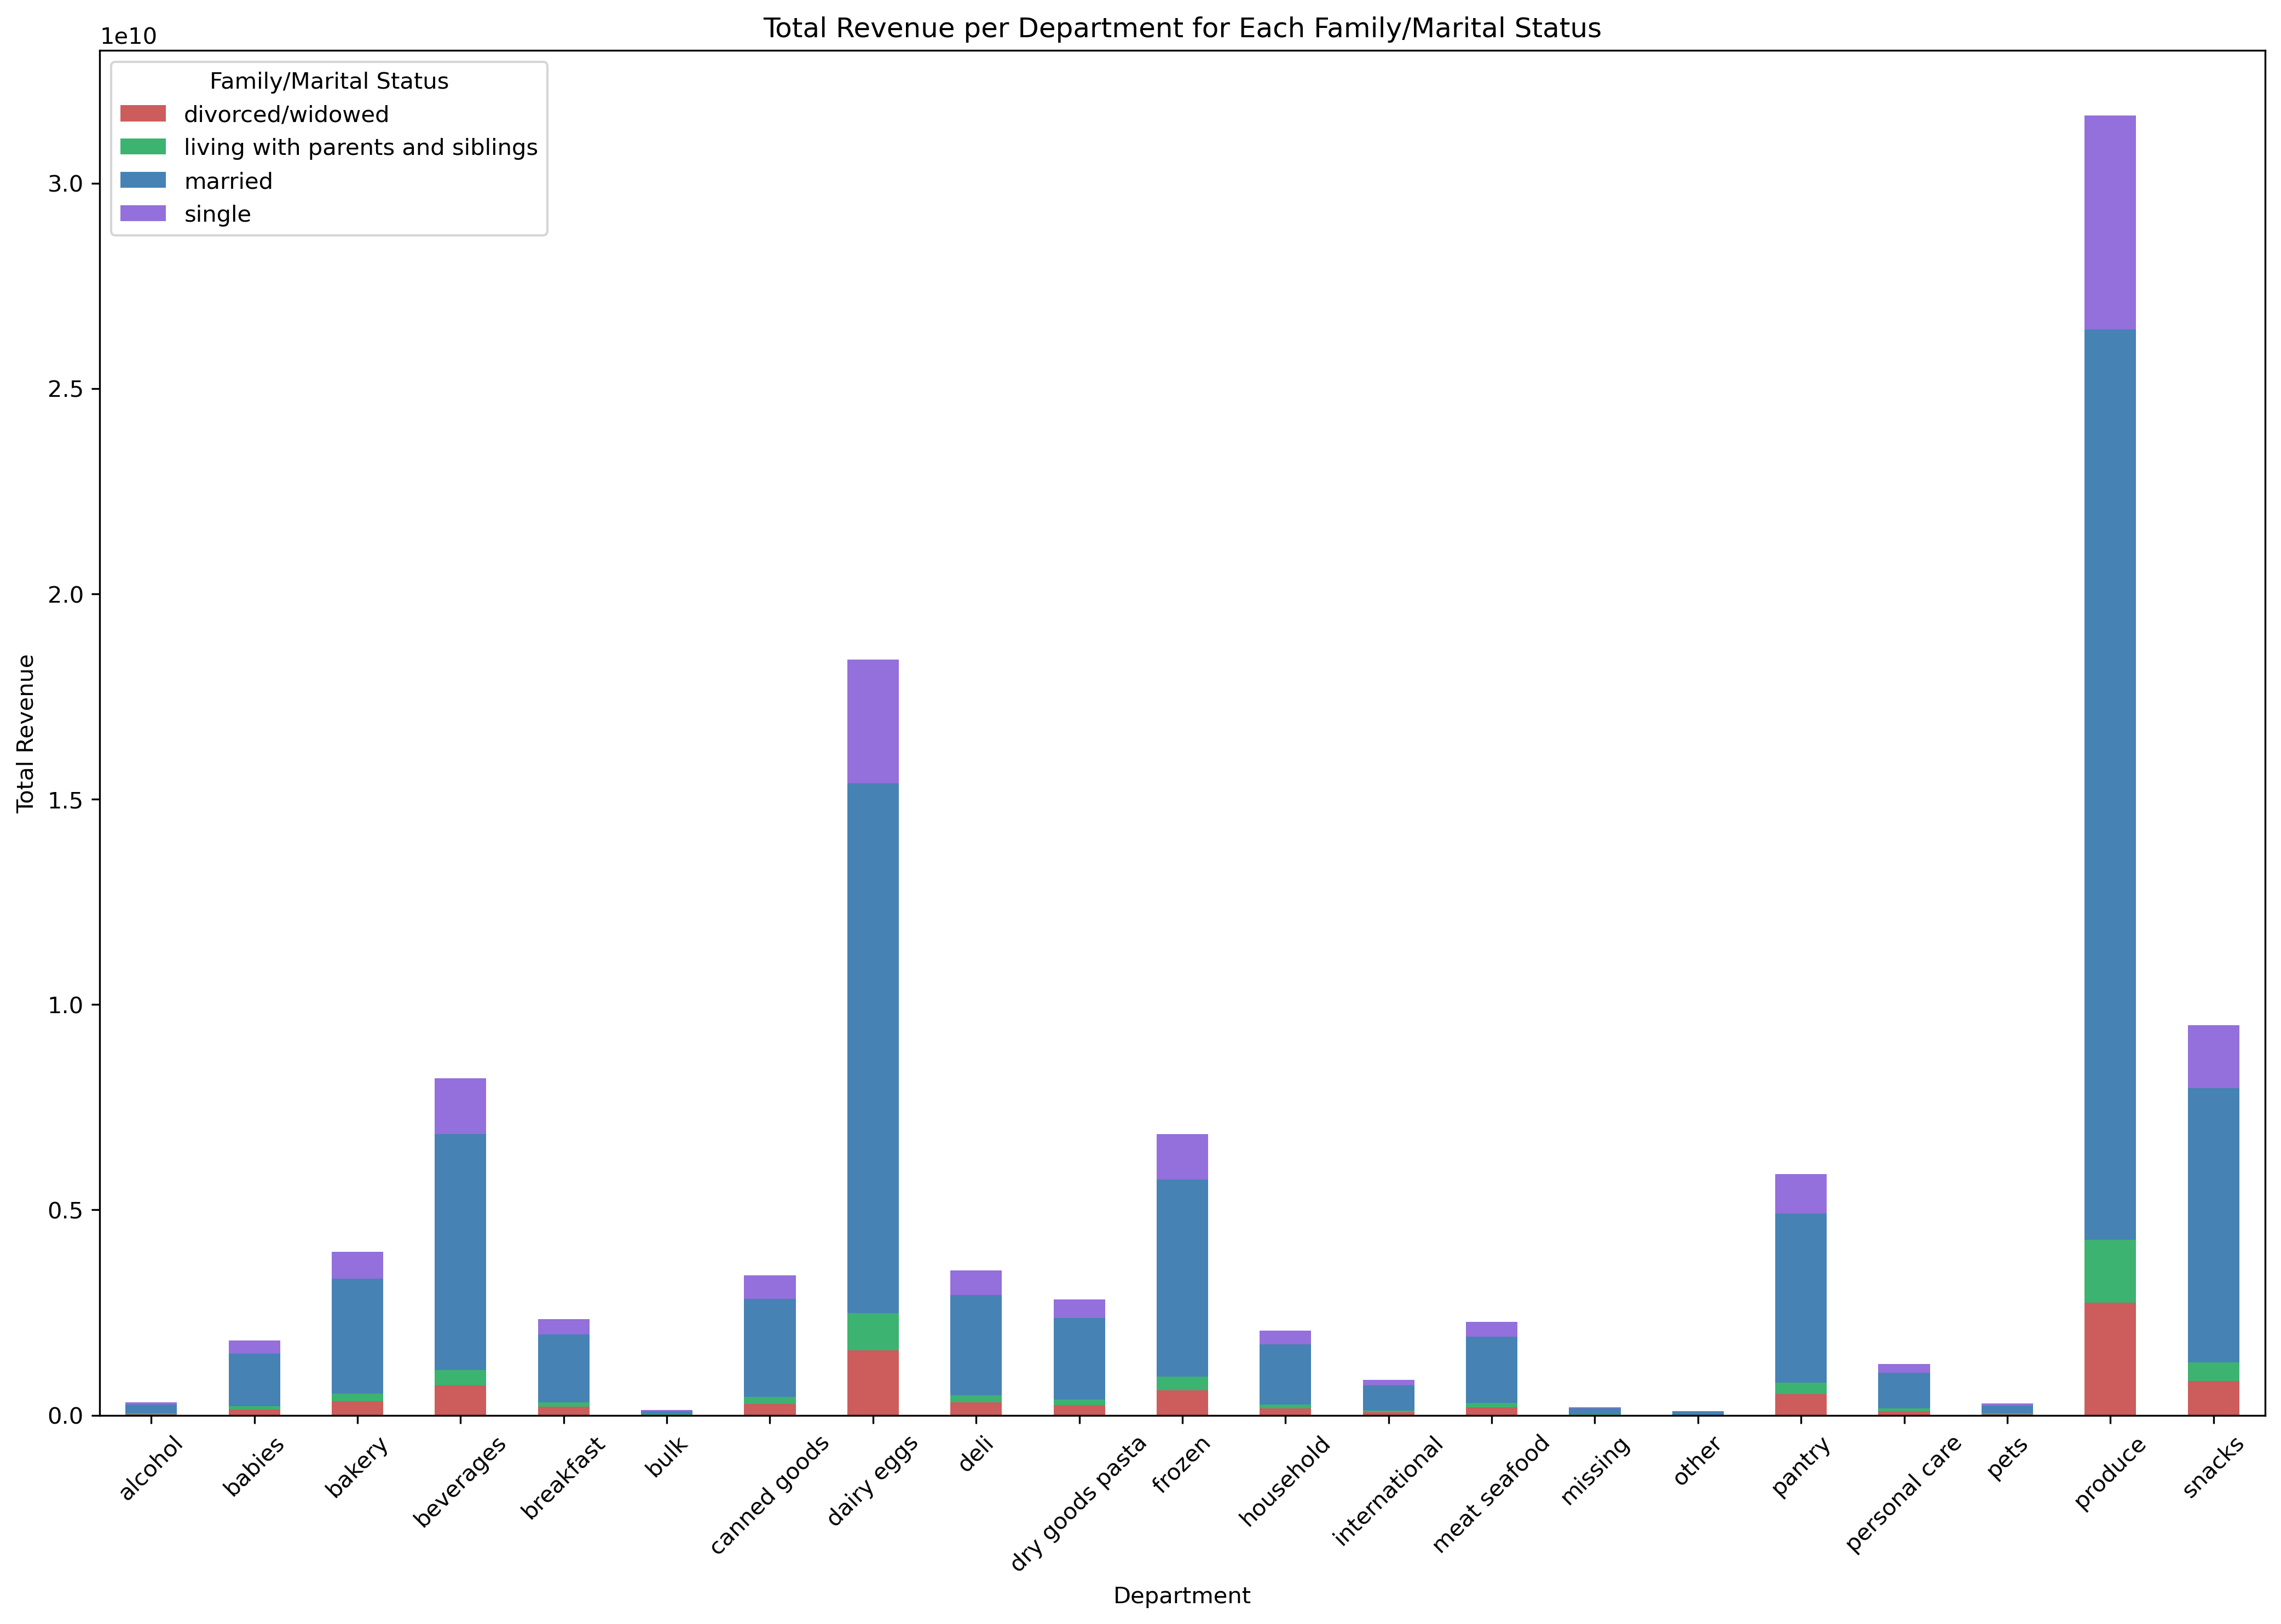 Total Revenue per Department for Each Family/Marital Status
1e10
Family/Marital Status
divorced/widowed
living with parents and siblings
married
single
3.0
2.5
2.0
1.5
1.0
0.5
0.0
Total Revenue
alcohol
babies
bakery
beverages
breakfast
bulk
canned goods
dairy eggs
deli
dry goods pasta
frozen
household
international
meat seafood
missing
other
pantry
personal care
pets
produce
snacks
Department